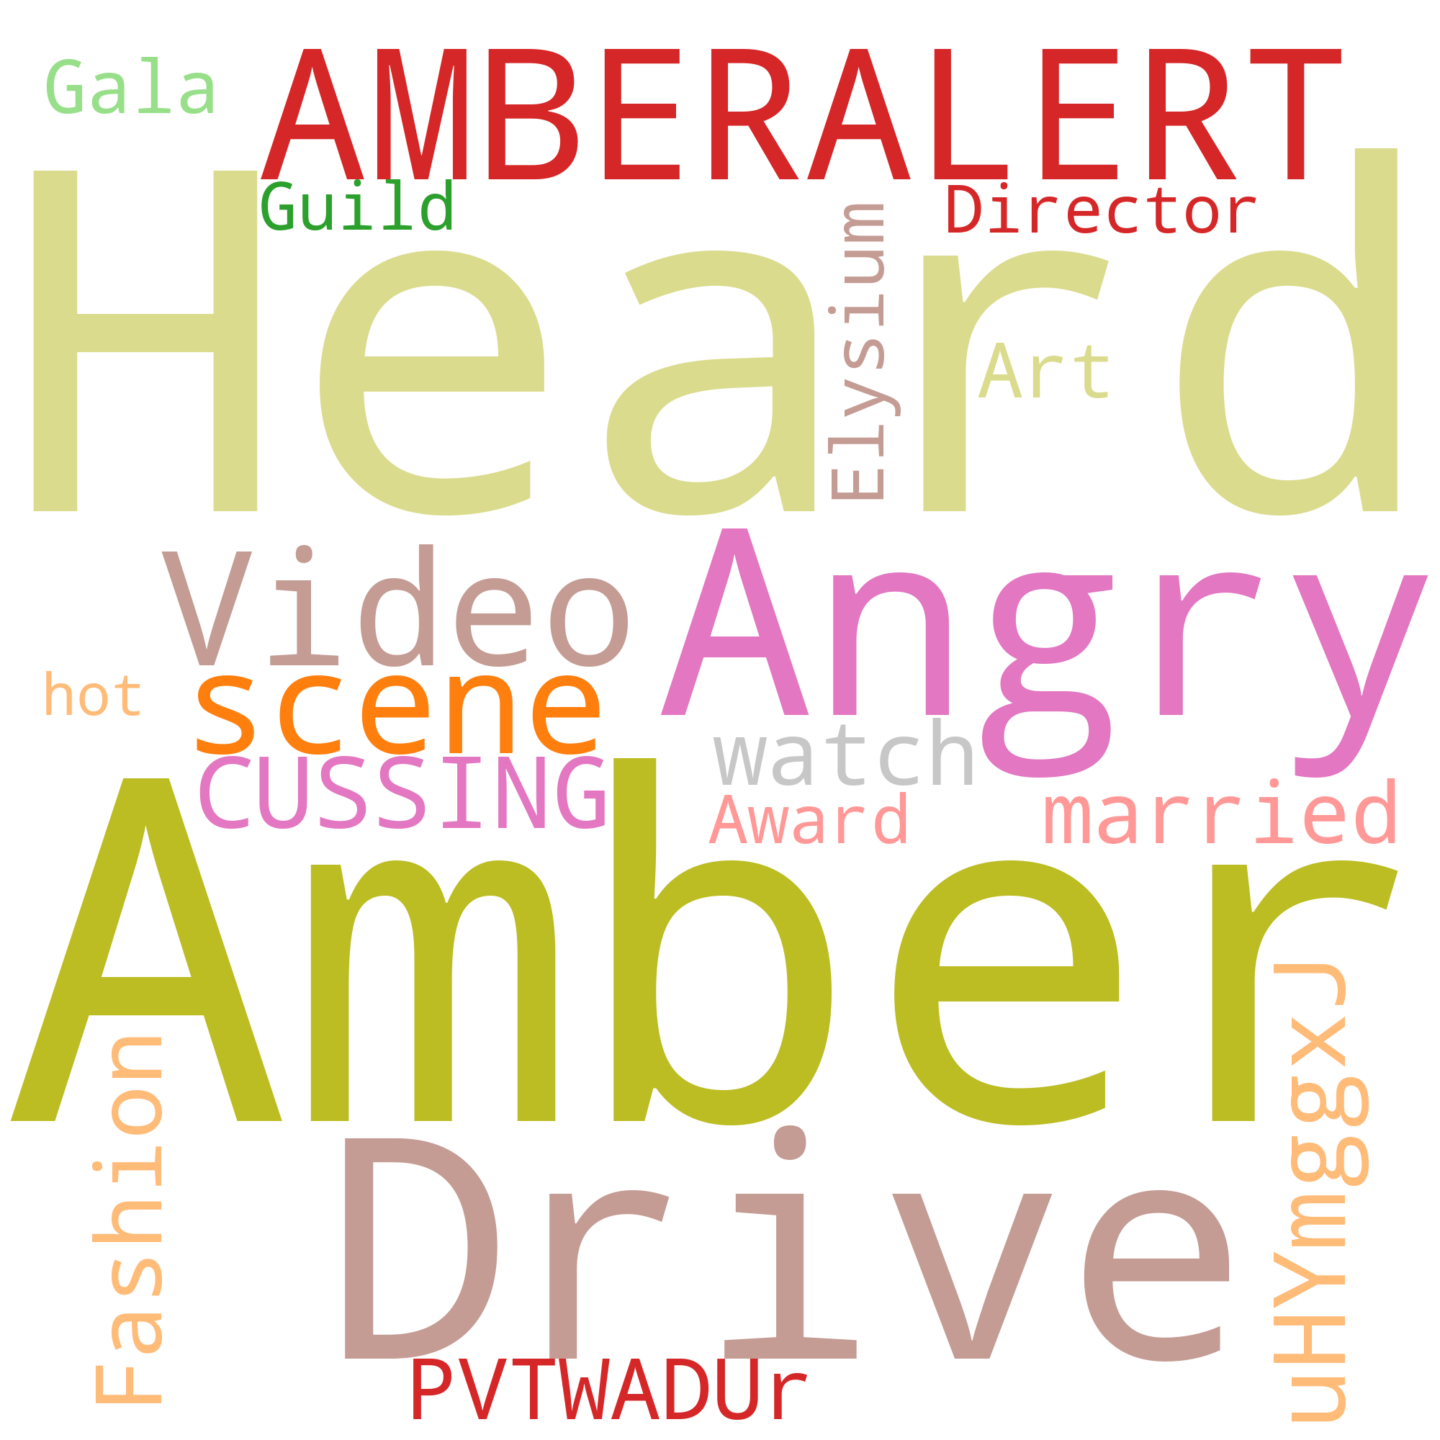 Gala
AMBERALERT
Guild
Director
Heard
Elysium
Art
Video
Angry
hot
scene
watch
CUSSING
Award
married
Amber
Fashion
uHYmggxJ
Drive
PVTWADUr